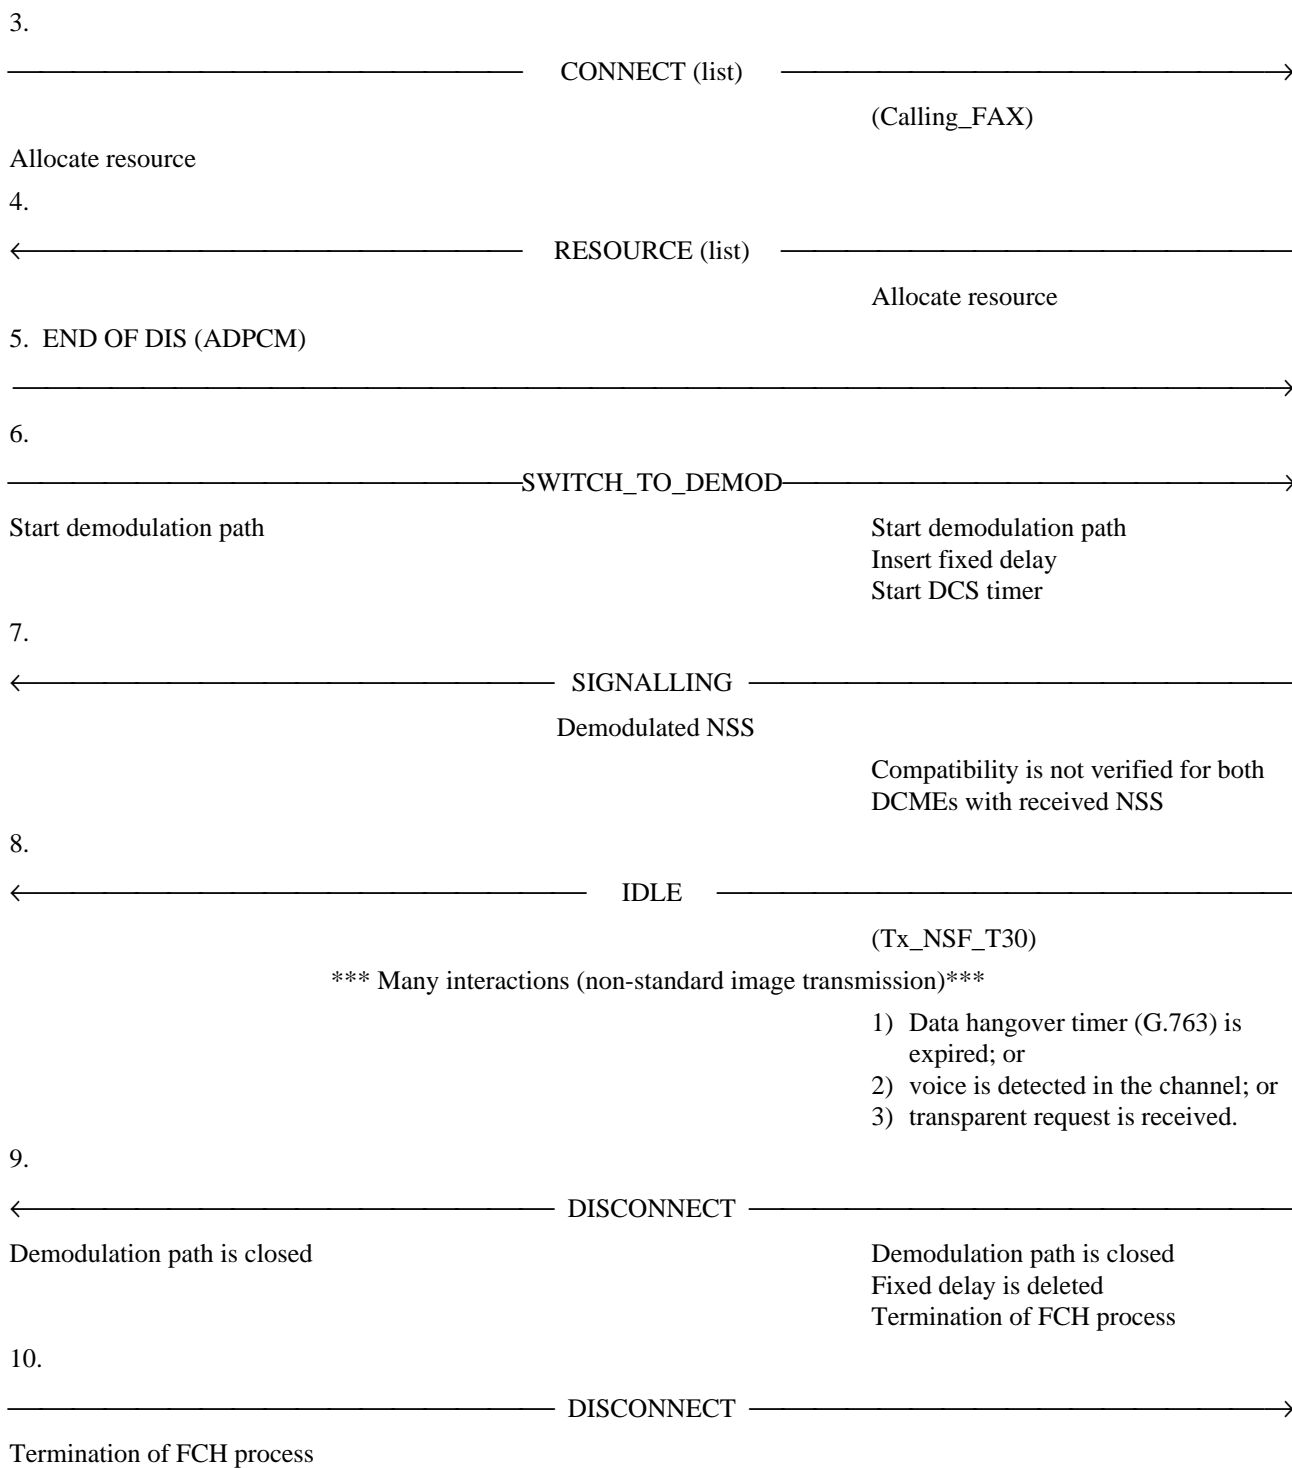 3.
CONNECT (list)
(Calling_FAX)
Allocate resource
4.
RESOURCE (list)
Allocate resource
5. END OF DIS (ADPCM)
6.
SWITCH_TO_DEMOD
Start demodulation path Start demodulation path
Insert fixed delay
Start DCS timer
7.
SIGNALLING
Demodulated NSS
Compatibility is not verified for both
DCMEs with received NSS
8.
IDLE
(Tx_NSF_T30)
*** Many interactions (non-standard image transmission)***
1) Data hangover timer (G.763) is
expired; or
2) voice is detected in the channel; or
3) transparent request is received.
9.
DISCONNECT
Demodulation path is closed Demodulation path is closed
Fixed delay is deleted
Termination of FCH process
10.
DISCONNECT
Termination of FCH process